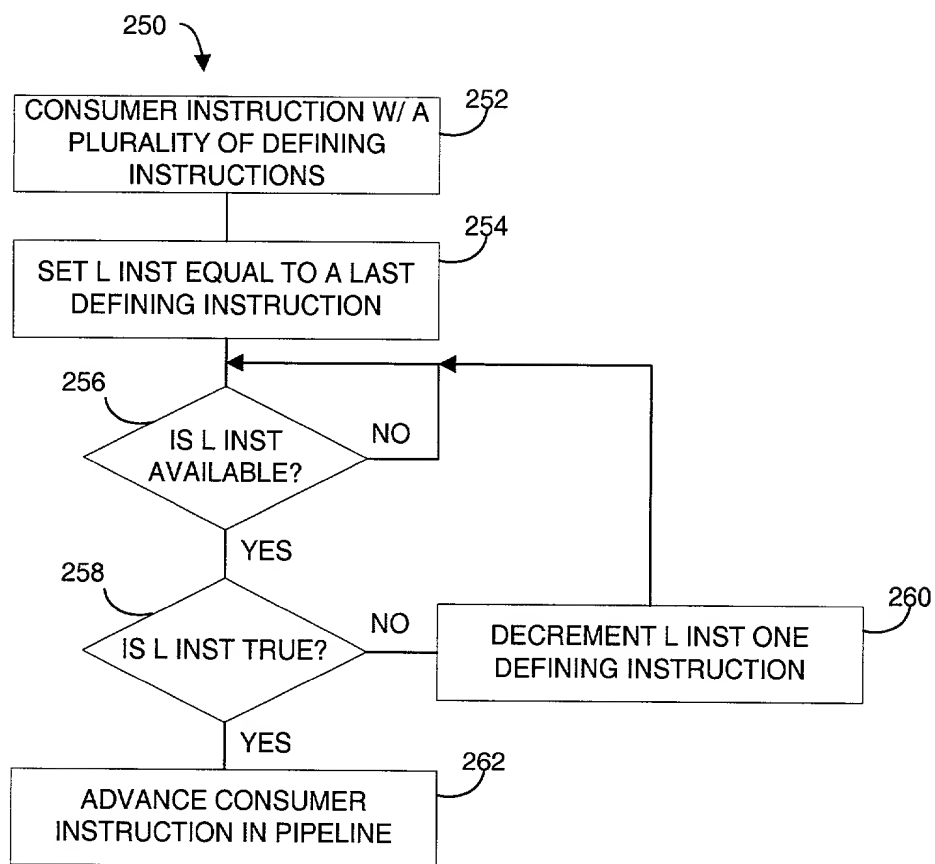 250
CONSUMER INSTRUCTION W/ A
PLURALITY OF DEFINING
INSTRUCTIONS
252
254
SET L INST EQUAL TO A LAST
DEFINING INSTRUCTION
256
IS L INST
AVAILABLE?
NO
YES
258
IS L INST TRUE?
NO
260
DECREMENT L INST ONE
DEFINING INSTRUCTION
YES
262
ADVANCE CONSUMER
INSTRUCTION IN PIPELINE